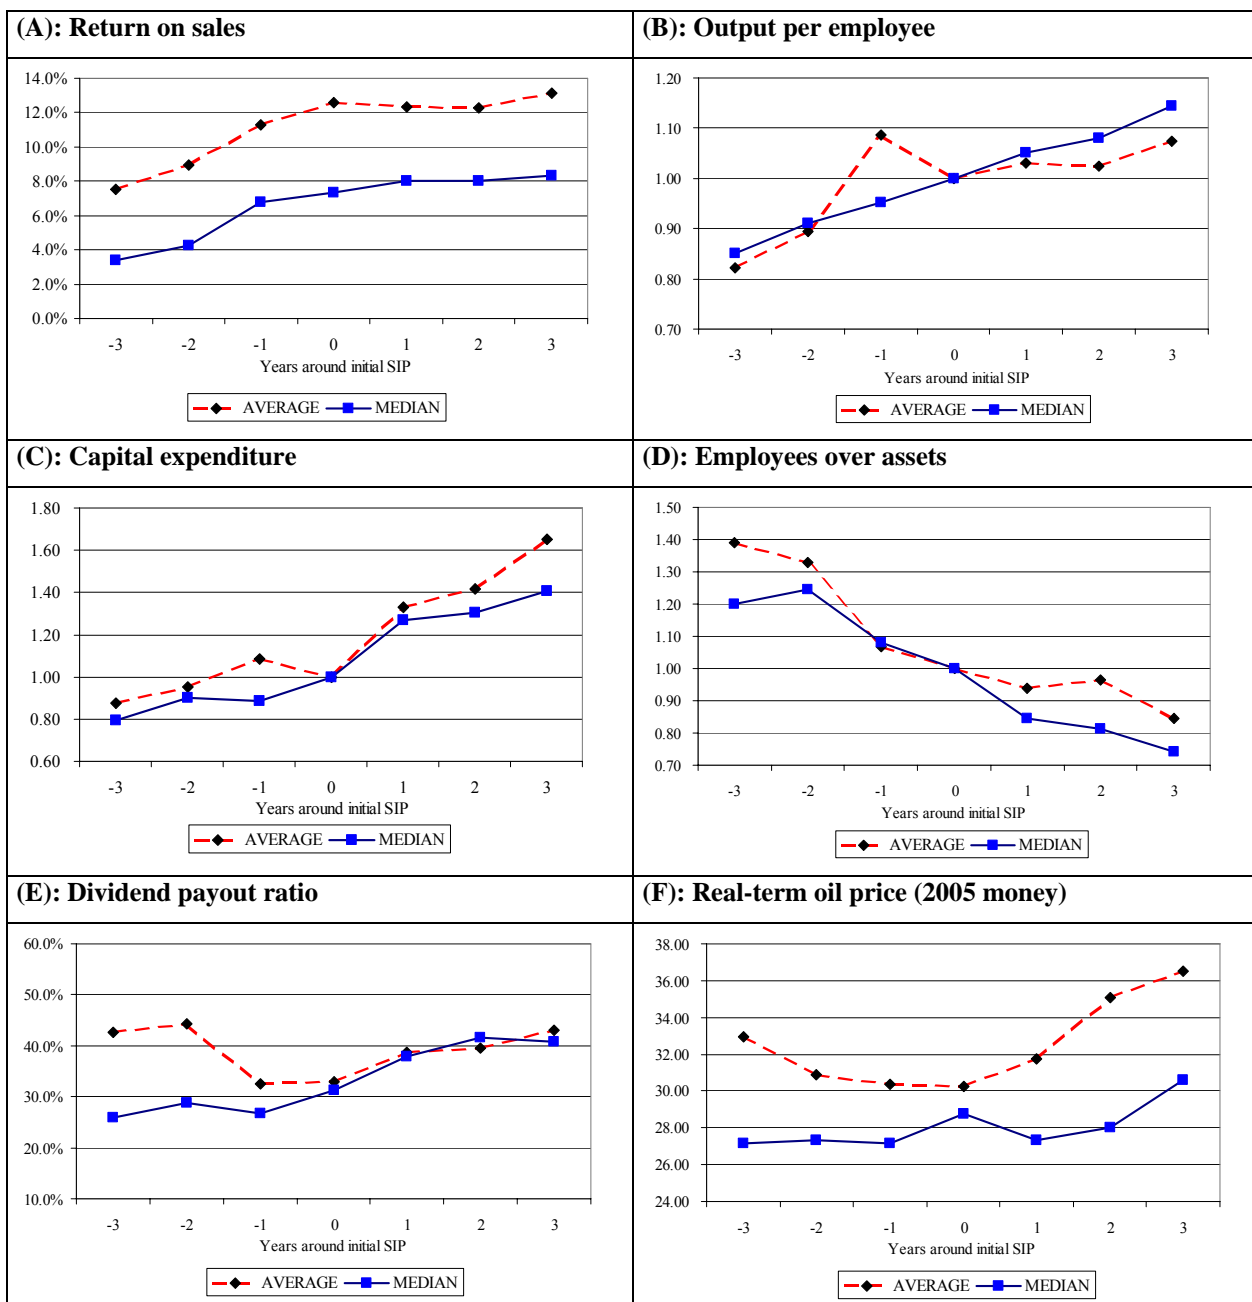 (A): Return on sales
14.0%
12.0%
10.0%
8.0%
6.0%
4.0%
2.0%
0.0%
-3 -2 -1 0 1 2 3
Years around initial SIP
AVERAGE MEDIAN
(B): Output per employee
1.20
1.10
1.00
0.90
0.80
0.70
-3 -2 -1 0 1 2 3
Years around initial SIP
AVERAGE MEDIAN
(C): Capital expenditure
1.80
1.60
1.40
1.20
1.00
0.80
0.60
-3 -2 -1 0 1 2 3
Years around initial SIP
AVERAGE MEDIAN
(D): Employees over assets
1.50
1.40
1.30
1.20
1.10
1.00
0.90
0.80
0.70
-3 -2 -1 0 1 2 3
Years around initial SIP
AVERAGE MEDIAN
(E): Dividend payout ratio
60.0%
50.0%
40.0%
30.0%
20.0%
10.0%
-3 -2 -1 0 1 2 3
Years around initial SIP
AVERAGE MEDIAN
(F): Real-term oil price (2005 money)
38.00
36.00
34.00
32.00
30.00
28.00
26.00
24.00
-3 -2 -1 0 1 2 3
Years around initial SIP
AVERAGE MEDIAN